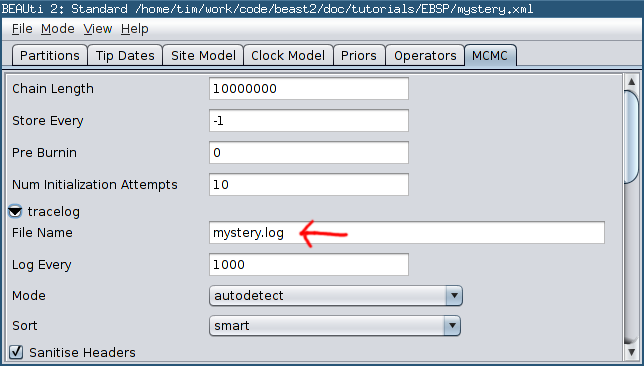 BEAUti 2: Standard /home/tim/work/code/beast2/doc/tutorials/EBSP/mystery.xml
File Mode View Help
Partitions Tip Dates Site Model Clock Model Priors Operators MCMC
Chain Length 10000000
Store Every -1
Pre Burnin 0
Num Initialization Attempts 10
tracelog
File Name mystery.log
Log Every 1000
Mode autodetect
Sort smart
Sanitise Headers